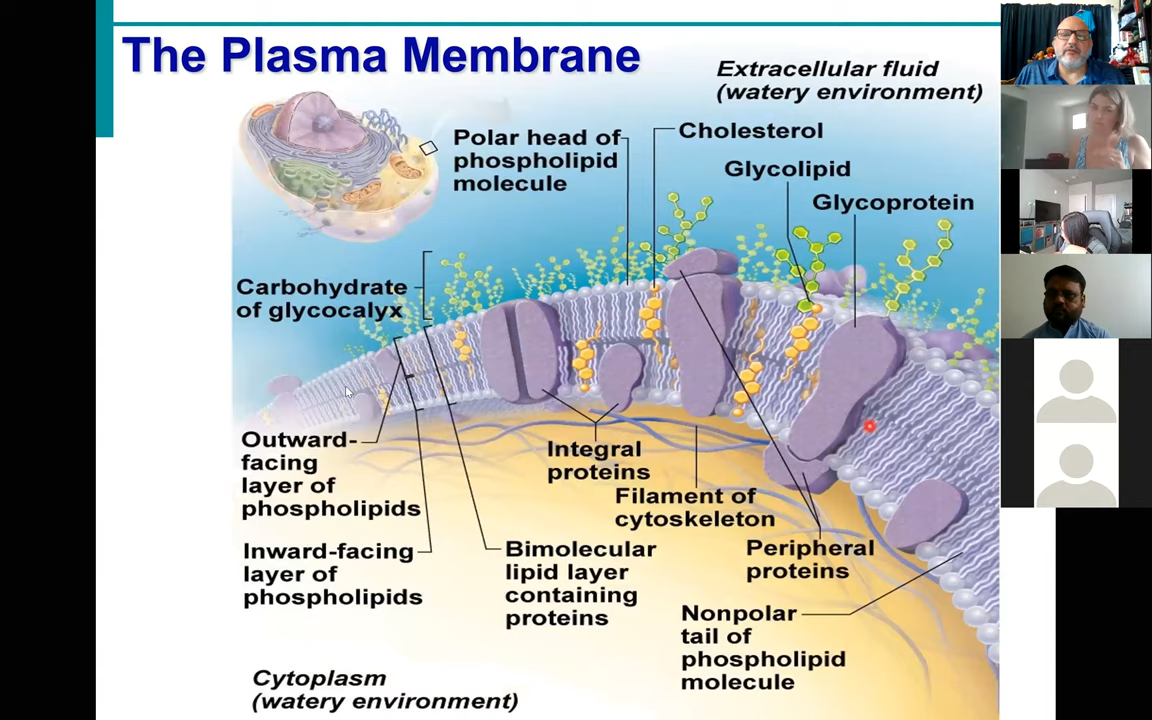 The Plasma Membrane
Extracellular fluid
(watery environment)
Polar head of
phospholipid
molecule
Cholesterol
Glycolipid
Glycoprotein
Carbohydrate
of glycocalyx
Outward-
facing
layer of
phospholipids
Integral
proteins
Filament of
cytoskeleton
Inward-facing
layer of
phospholipids
Bimolecular
lipid layer
containing
proteins
Peripheral
proteins
Nonpolar
tail of
phospholipid
molecule
Cytoplasm
(watery environment)